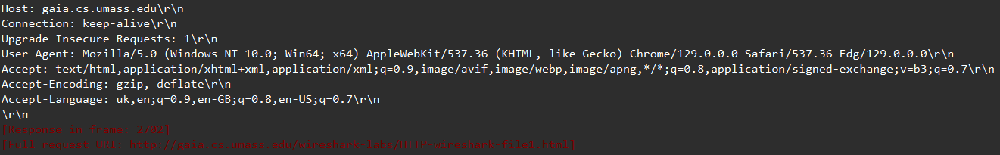 Host: gaia.cs.umass.edu\r\n
Connection: keep-alive\r\n
Upgrade-Insecure-Requests: 1\r\n
User-Agent: Mozilla/5.0 (Windows NT 10.0; Win64; x64) AppleWebKit/537.36 (KHTML, like Gecko) Chrome/129.0.0.0 Safari/537.36 Edg/129.0.0.0\r\n
Accept: text/html,application/xhtml+xml,application/xml;q=0.9,image/avif,image/webp,image/apng,*/*;q=0.8,application/signed-exchange;v=b3;q=0.7\r\n
Accept-Encoding: gzip, deflate\r\n
Accept-Language: uk,en;q=0.9,en-GB;q=0.8,en-US;q=0.7\r\n
\r\n
[Response in frame: 2702]
[Full request URI: http://gaia.cs.umass.edu/wireshark-labs/HTTP-wireshark-file1.html]